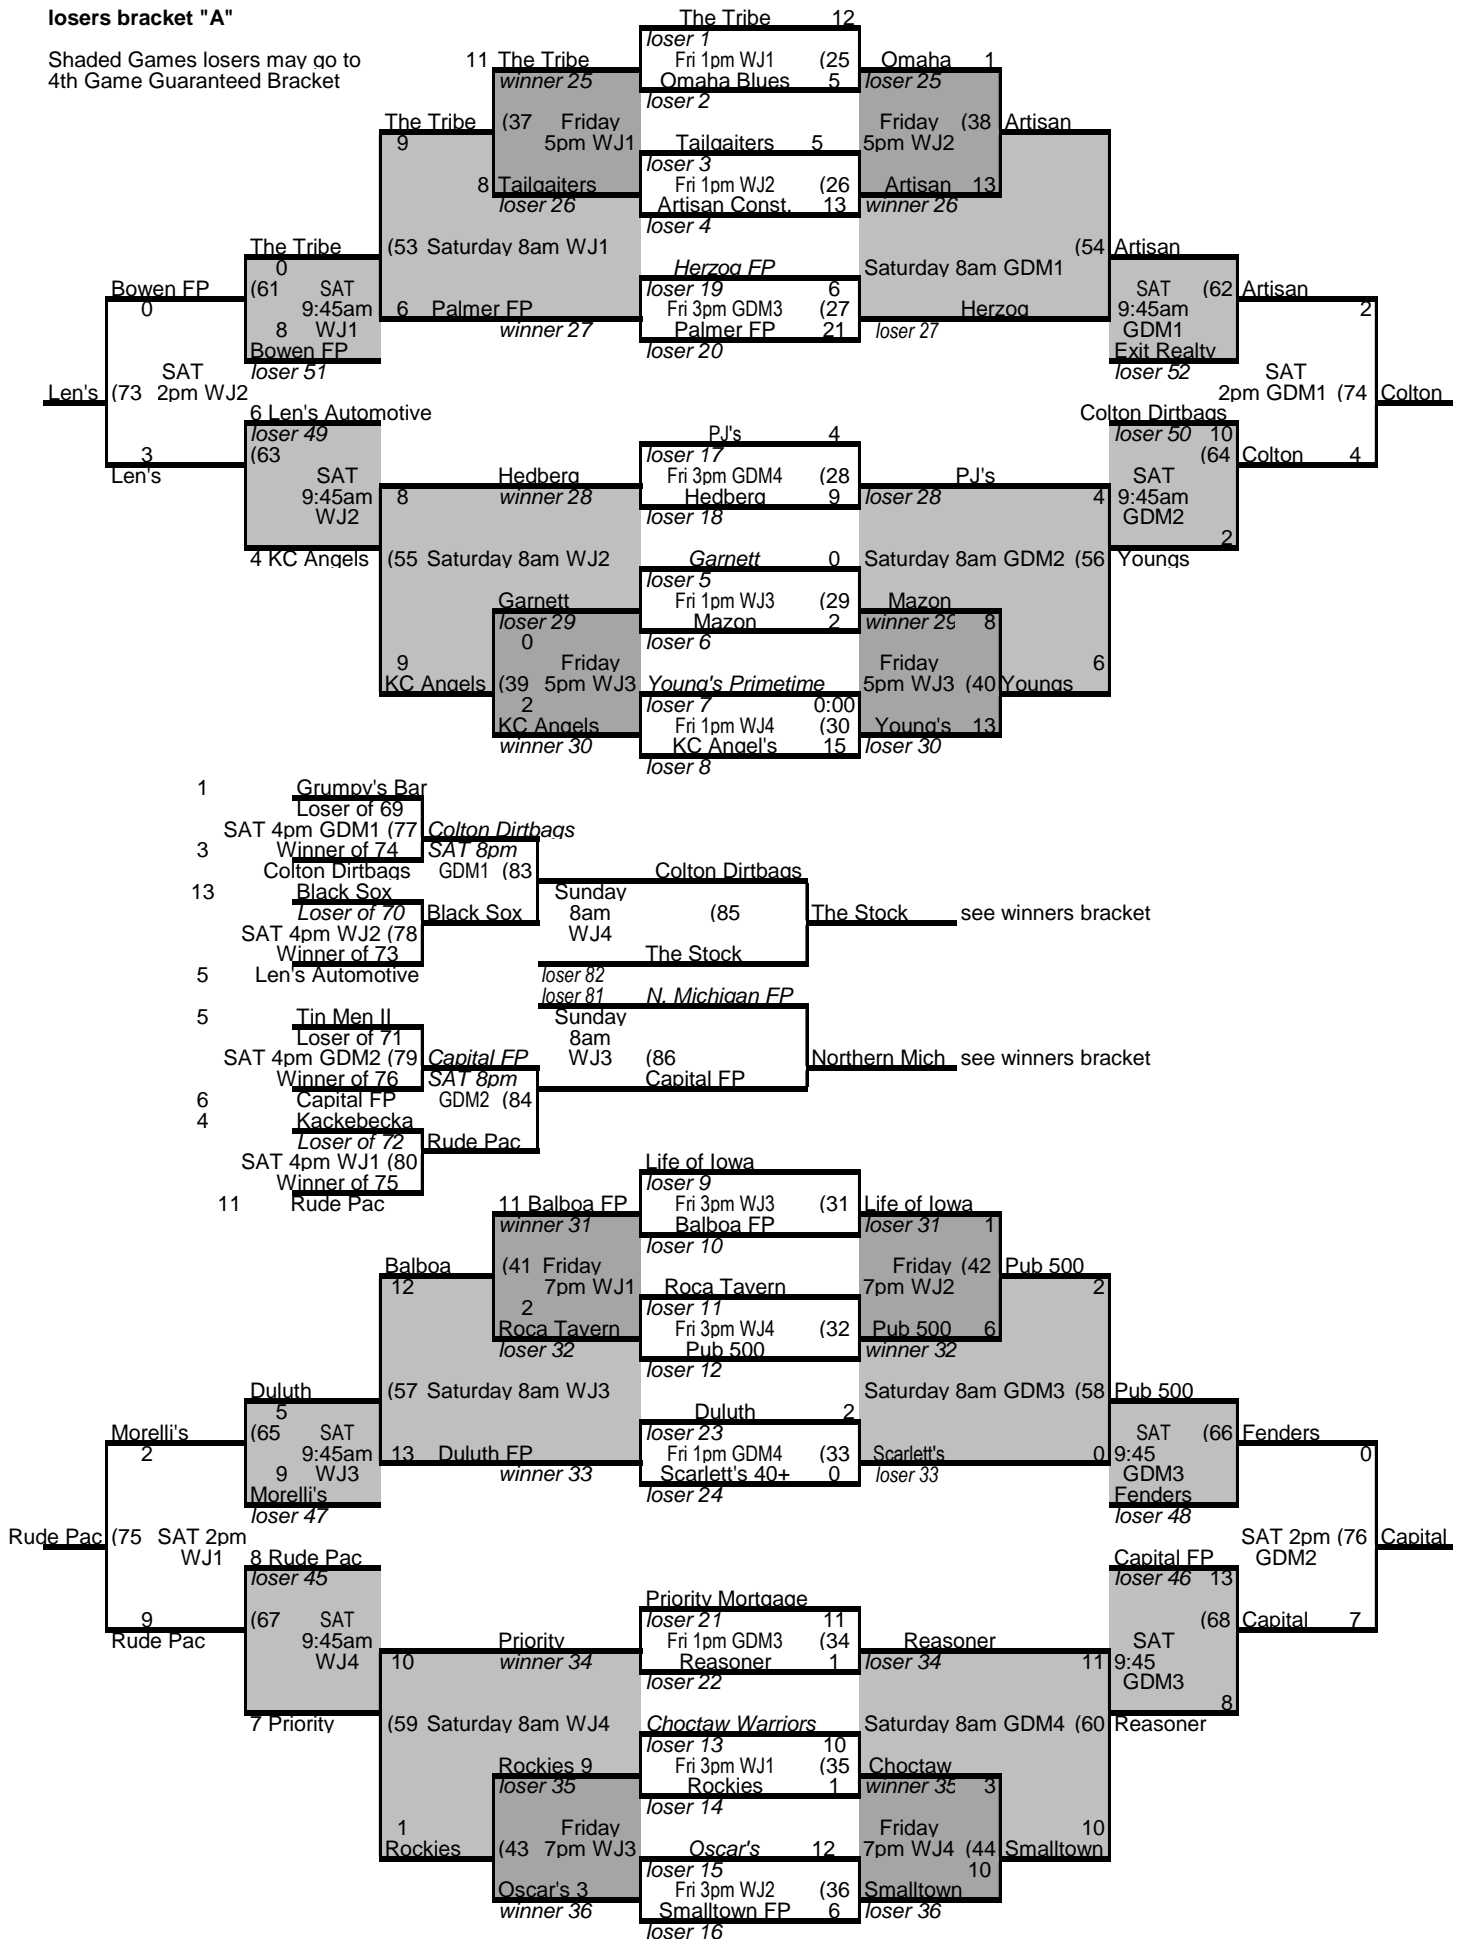 losers bracket "A"
The Tribe 12
loser 1
Shaded Games losers may go to 11 The Tribe Fri 1pm WJ1 (25 Omaha 1
4th Game Guaranteed Bracket winner 25 Omaha Blues 5 loser 25
loser 2
The Tribe (37 Friday Friday (38 Artisan
9 5pm WJ1 Tailgaiters 5 5pm WJ2
loser 3
8 Tailgaiters Fri 1pm WJ2 (26 Artisan 13
loser 26 Artisan Const. 13 winner 26
loser 4
The Tribe (53 Saturday 8am WJ1 (54 Artisan
0 Herzog FP Saturday 8am GDM1
Bowen FP (61 SAT loser 19 6 SAT (62 Artisan
0 9:45am 6 Palmer FP Fri 3pm GDM3 (27 Herzog 9:45am 2
8 WJ1 winner 27 Palmer FP 21 loser 27 GDM1
Bowen FP loser 20 Exit Realty
SAT loser 51 loser 52 SAT
Len's (73 2pm WJ2 2pm GDM1 (74 Colton
6 Len's Automotive Colton Dirtbags
loser 49 PJ's 4 loser 50 10
3 (63 loser 17 (64 Colton 4
Len's SAT Hedberg Fri 3pm GDM4 (28 PJ's SAT
9:45am 8 winner 28 Hedberg 9 loser 28 4 9:45am
WJ2 loser 18 GDM2
2
4 KC Angels (55 Saturday 8am WJ2 Garnett 0 Saturday 8am GDM2 (56 Youngs
loser 5
Garnett Fri 1pm WJ3 (29 Mazon
loser 29 Mazon 2 winner 29 8
0 loser 6
9 Friday Friday 6
KC Angels (39 5pm WJ3 Young's Primetime 5pm WJ3 (40 Youngs
2 loser 7 0:00
KC Angels Fri 1pm WJ4 (30 Young's 13
winner 30 KC Angel's 15 loser 30
loser 8
1 Grumpy's Bar
Loser of 69
SAT 4pm GDM1 (77 Colton Dirtbags
3 Winner of 74 SAT 8pm
Colton Dirtbags GDM1 (83 Colton Dirtbags
13 Black Sox Sunday
Loser of 70 Black Sox 8am (85 The Stock see winners bracket
SAT 4pm WJ2 (78 WJ4
Winner of 73 The Stock
5 Len's Automotive loser 82
loser 81 N. Michigan FP
5 Tin Men II Sunday
Loser of 71 8am
SAT 4pm GDM2 (79 Capital FP WJ3 (86 Northern Mich see winners bracket
Winner of 76 SAT 8pm Capital FP
6 Capital FP GDM2 (84
4 Kackebecka
Loser of 72 Rude Pac
SAT 4pm WJ1 (80 Life of Iowa
Winner of 75 loser 9
11 Rude Pac 11 Balboa FP Fri 3pm WJ3 (31 Life of Iowa
winner 31 Balboa FP loser 31 1
loser 10
Balboa (41 Friday Friday (42 Pub 500
12 7pm WJ1 Roca Tavern 7pm WJ2 2
2 loser 11
Roca Tavern Fri 3pm WJ4 (32 Pub 500 6
loser 32 Pub 500 winner 32
loser 12
Duluth (57 Saturday 8am WJ3 Saturday 8am GDM3 (58 Pub 500
5 Duluth 2
Morelli's (65 SAT loser 23 SAT (66 Fenders
2 9:45am 13 Duluth FP Fri 1pm GDM4 (33 Scarlett's 0 9:45 0
9 WJ3 winner 33 Scarlett's 40+ 0 loser 33 GDM3
Morelli's loser 24 Fenders
loser 47 loser 48
Rude Pac (75 SAT 2pm SAT 2pm (76 Capital
WJ1 8 Rude Pac Capital FP GDM2
loser 45 loser 46 13
Priority Mortgage
9 (67 SAT loser 21 11 (68 Capital 7
Rude Pac 9:45am Priority Fri 1pm GDM3 (34 Reasoner SAT
WJ4 10 winner 34 Reasoner 1 loser 34 11 9:45
loser 22 GDM3
8
7 Priority (59 Saturday 8am WJ4 Choctaw Warriors Saturday 8am GDM4 (60 Reasoner
loser 13 10
Rockies 9 Fri 3pm WJ1 (35 Choctaw
loser 35 Rockies 1 winner 35 3
loser 14
1 Friday Friday 10
Rockies (43 7pm WJ3 Oscar's 12 7pm WJ4 (44 Smalltown
loser 15 10
Oscar's 3 Fri 3pm WJ2 (36 Smalltown
winner 36 Smalltown FP 6 loser 36
loser 16